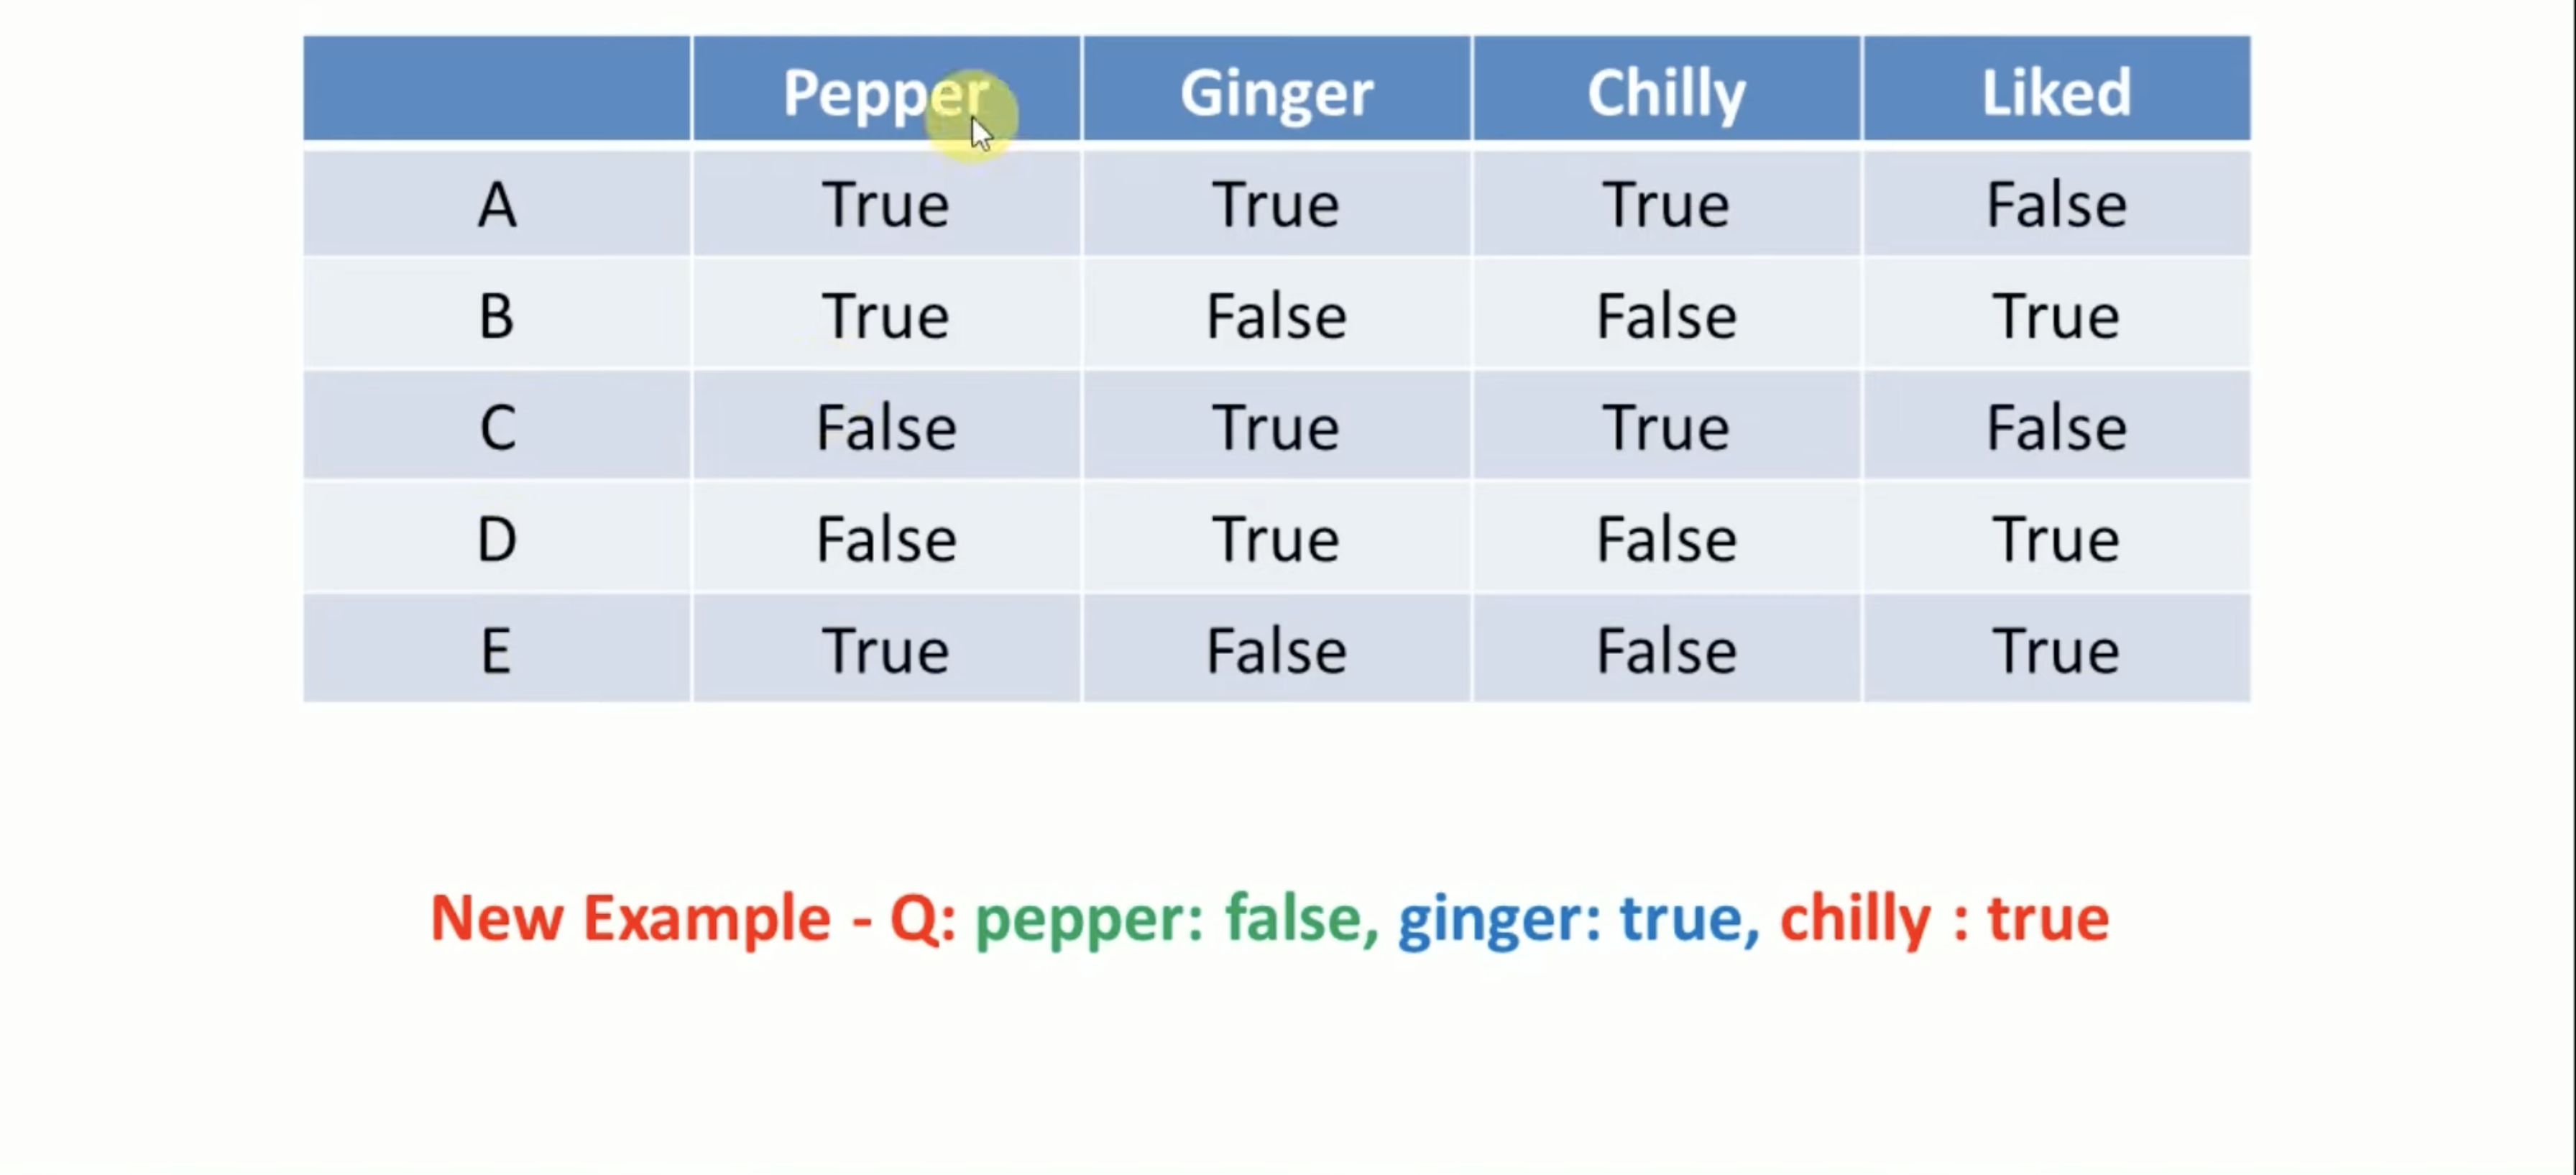 Pepper Ginger Chilly Liked
A True True True False
B True False False True
C False True True False
D False True False True
E True False False True
New Example - Q: pepper: false, ginger: true, chilly : true